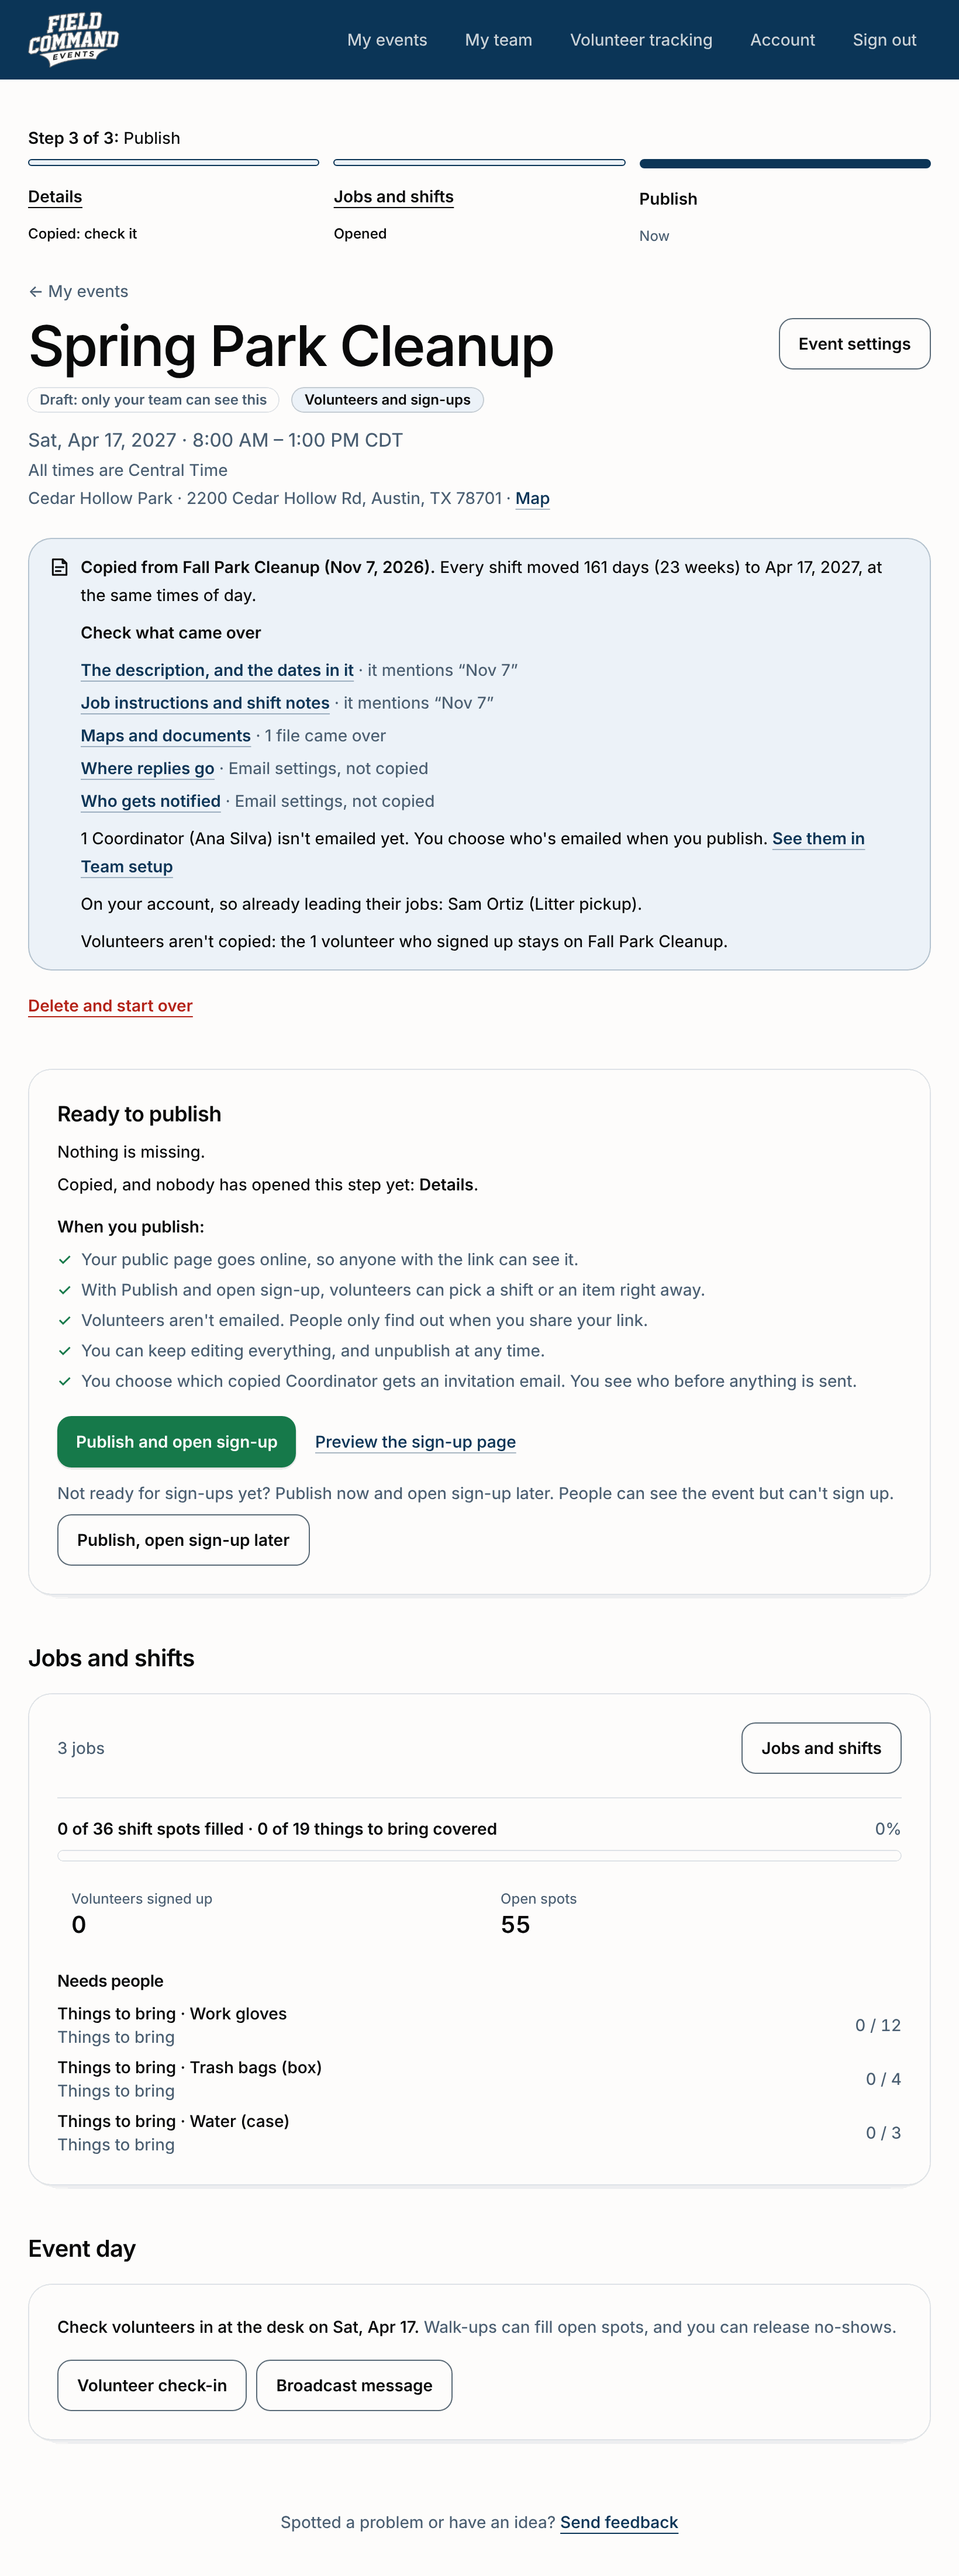 FIELD
COMMAND
EVENTS
My events
My team
Volunteer tracking
Account
Sign out
Step 3 of 3: Publish
Details
Copied: check it
Jobs and shifts
Opened
Publish
Now
← My events
Spring Park Cleanup
Event settings
Draft: only your team can see this
Volunteers and sign-ups
Sat, Apr 17, 2027 · 8:00 AM – 1:00 PM CDT
All times are Central Time
Cedar Hollow Park · 2200 Cedar Hollow Rd, Austin, TX 78701 · Map
Copied from Fall Park Cleanup (Nov 7, 2026). Every shift moved 161 days (23 weeks) to Apr 17, 2027, at
the same times of day.
Check what came over
The description, and the dates in it · it mentions “Nov 7”
Job instructions and shift notes · it mentions “Nov 7”
Maps and documents · 1 file came over
Where replies go · Email settings, not copied
Who gets notified · Email settings, not copied
1 Coordinator (Ana Silva) isn't emailed yet. You choose who's emailed when you publish. See them in
Team setup
On your account, so already leading their jobs: Sam Ortiz (Litter pickup).
Volunteers aren't copied: the 1 volunteer who signed up stays on Fall Park Cleanup.
Delete and start over
Ready to publish
Nothing is missing.
Copied, and nobody has opened this step yet: Details.
When you publish:
✓ Your public page goes online, so anyone with the link can see it.
✓ With Publish and open sign-up, volunteers can pick a shift or an item right away.
✓ Volunteers aren't emailed. People only find out when you share your link.
✓ You can keep editing everything, and unpublish at any time.
✓ You choose which copied Coordinator gets an invitation email. You see who before anything is sent.
Publish and open sign-up
Preview the sign-up page
Not ready for sign-ups yet? Publish now and open sign-up later. People can see the event but can't sign up.
Publish, open sign-up later
Jobs and shifts
3 jobs
Jobs and shifts
0 of 36 shift spots filled · 0 of 19 things to bring covered
0%
Volunteers signed up
0
Open spots
55
Needs people
Things to bring · Work gloves
Things to bring
0 / 12
Things to bring · Trash bags (box)
Things to bring
0 / 4
Things to bring · Water (case)
Things to bring
0 / 3
Event day
Check volunteers in at the desk on Sat, Apr 17. Walk-ups can fill open spots, and you can release no-shows.
Volunteer check-in
Broadcast message
Spotted a problem or have an idea? Send feedback